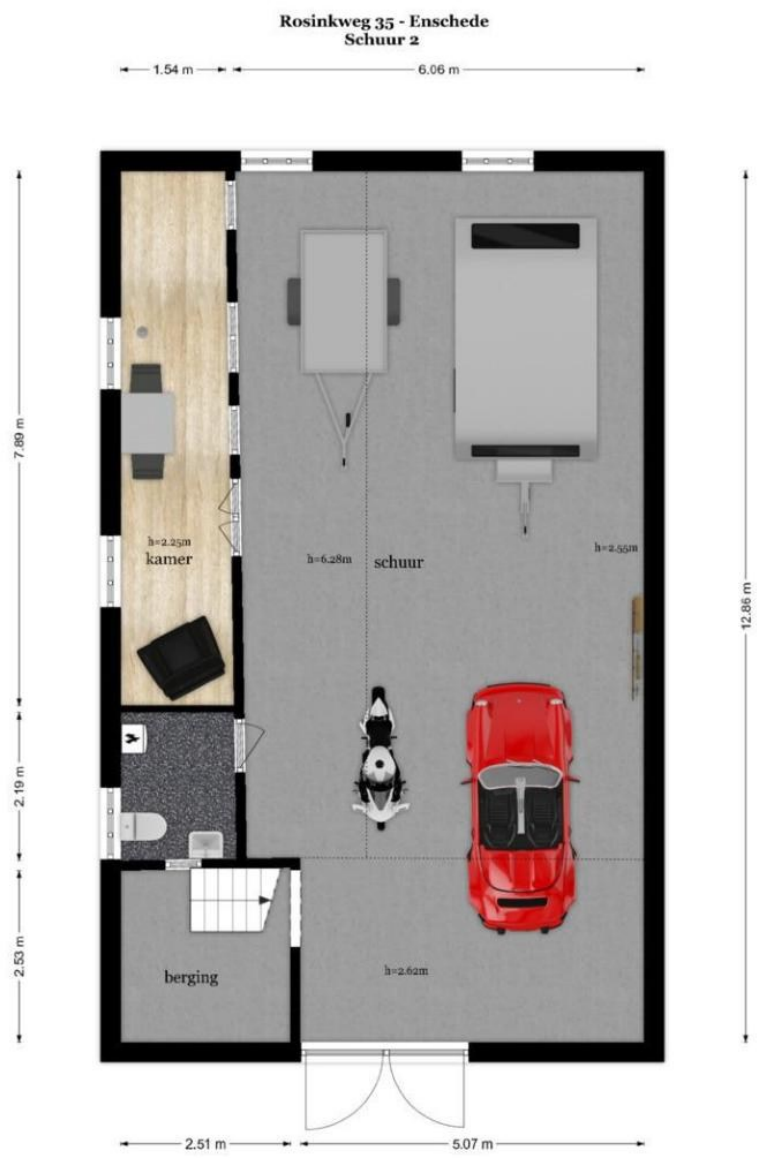 Rosinkweg 35 - Enschede
Schuur 2
1.54 m
6.06 m
7.89 m
h=2.25m
kamer
h=6.28m
schuur
h=2.55m
12.86 m
2.19 m
2.53 m
berging
h=2.62m
2.51 m
5.07 m